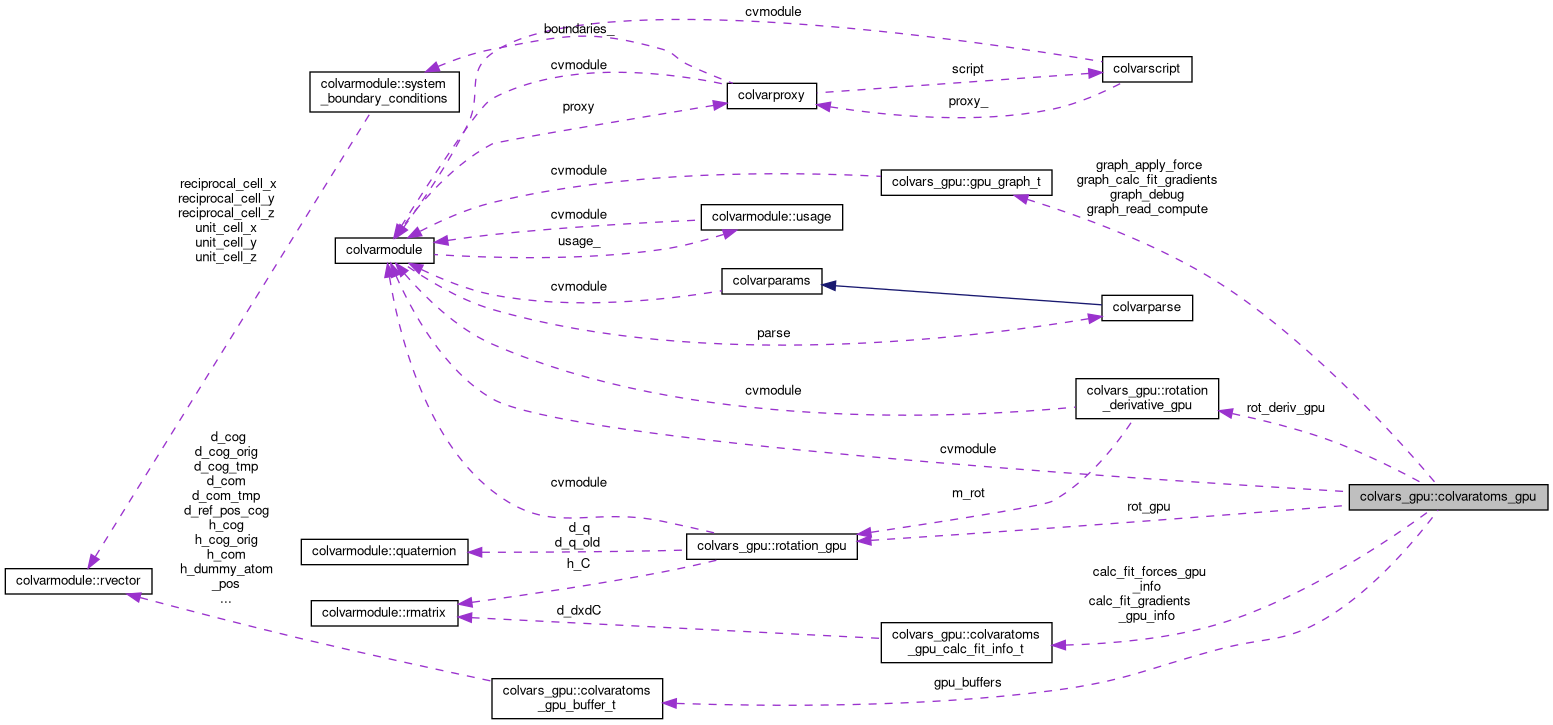 cvmodule
boundaries_
colvarmodule::system
_boundary_conditions
cvmodule
colvarproxy
script
colvarscript
proxy
proxy_
reciprocal_cell_x
reciprocal_cell_y
reciprocal_cell_z
unit_cell_x
unit_cell_y
unit_cell_z
cvmodule
colvars_gpu::gpu_graph_t
graph_apply_force
graph_calc_fit_gradients
graph_debug
graph_read_compute
colvarmodule
cvmodule
usage_
colvarmodule::usage
cvmodule
colvarparams
colvarparse
parse
cvmodule
colvars_gpu::rotation
_derivative_gpu
rot_deriv_gpu
cvmodule
colvars_gpu::colvaratoms_gpu
d_cog
d_cog_orig
d_cog_tmp
d_com
d_com_tmp
d_ref_pos_cog
h_cog
h_cog_orig
h_com
h_dummy_atom
_pos
...
cvmodule
m_rot
rot_gpu
colvarmodule::quaternion
d_q
d_q_old
colvars_gpu::rotation_gpu
h_C
colvarmodule::rvector
colvarmodule::rmatrix
d_dxdC
calc_fit_forces_gpu
_info
calc_fit_gradients
_gpu_info
colvars_gpu::colvaratoms
_gpu_calc_fit_info_t
colvars_gpu::colvaratoms
_gpu_buffer_t
gpu_buffers